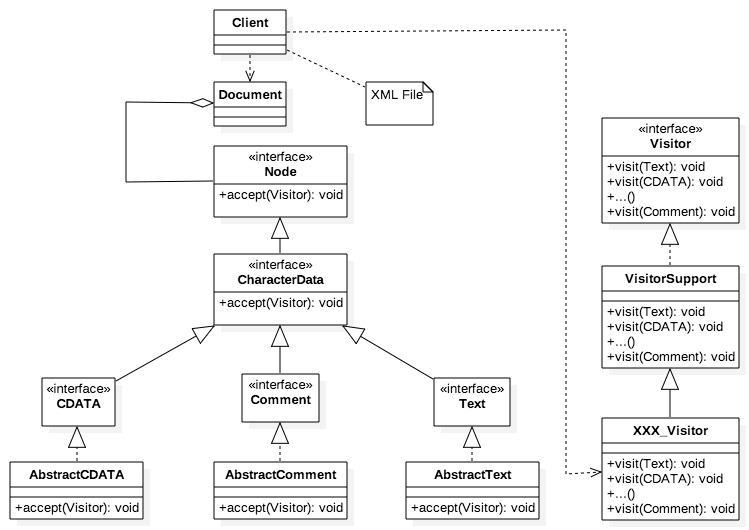 Client
Document
XML File
«interface»
Node
+accept(Visitor): void
«interface»
CharacterData
+accept(Visitor): void
«interface»
CDATA
«interface»
Comment
«interface»
Text
AbstractCDATA
+accept(Visitor): void
AbstractComment
+accept(Visitor): void
AbstractText
+accept(Visitor): void
«interface»
Visitor
+visit(Text): void
+visit(CDATA): void
+...()
+visit(Comment): void
VisitorSupport
+visit(Text): void
+visit(CDATA): void
+...()
+visit(Comment): void
XXX_Visitor
+visit(Text): void
+visit(CDATA): void
+...()
+visit(Comment): void